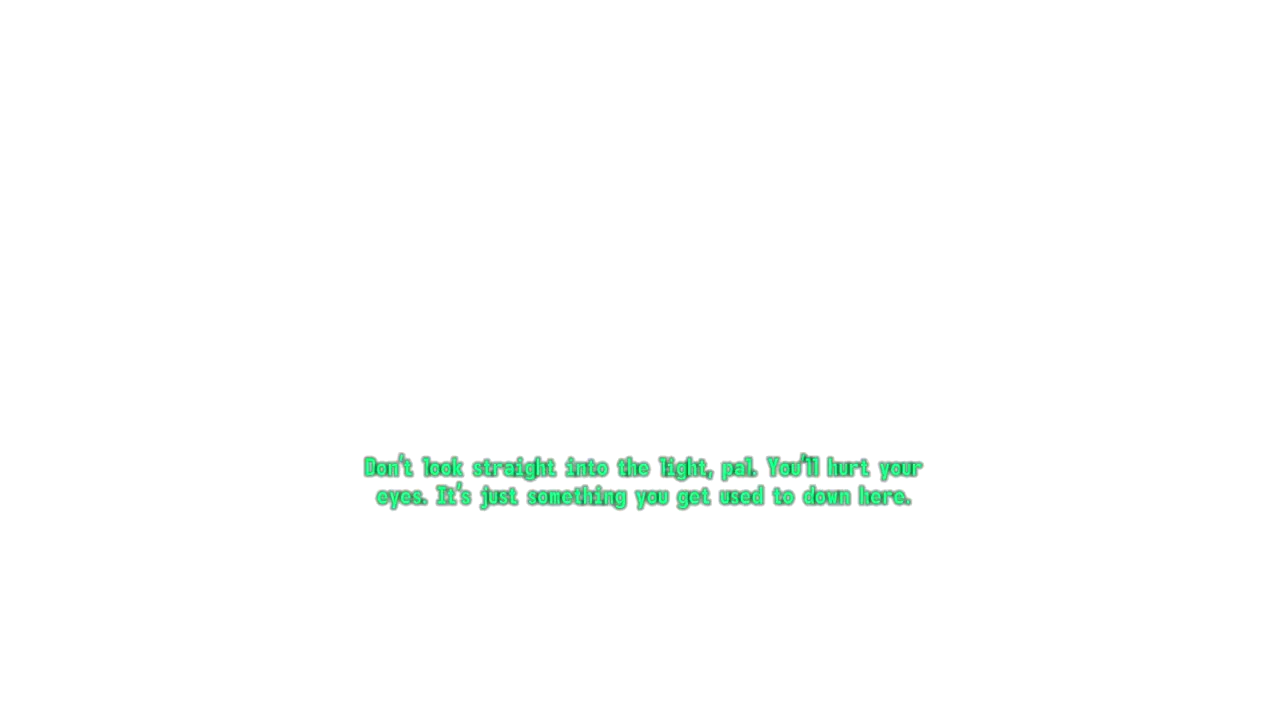 Don't look straight into the light, pal. You'll hurt your
eyes. It's just something you get used to down here.